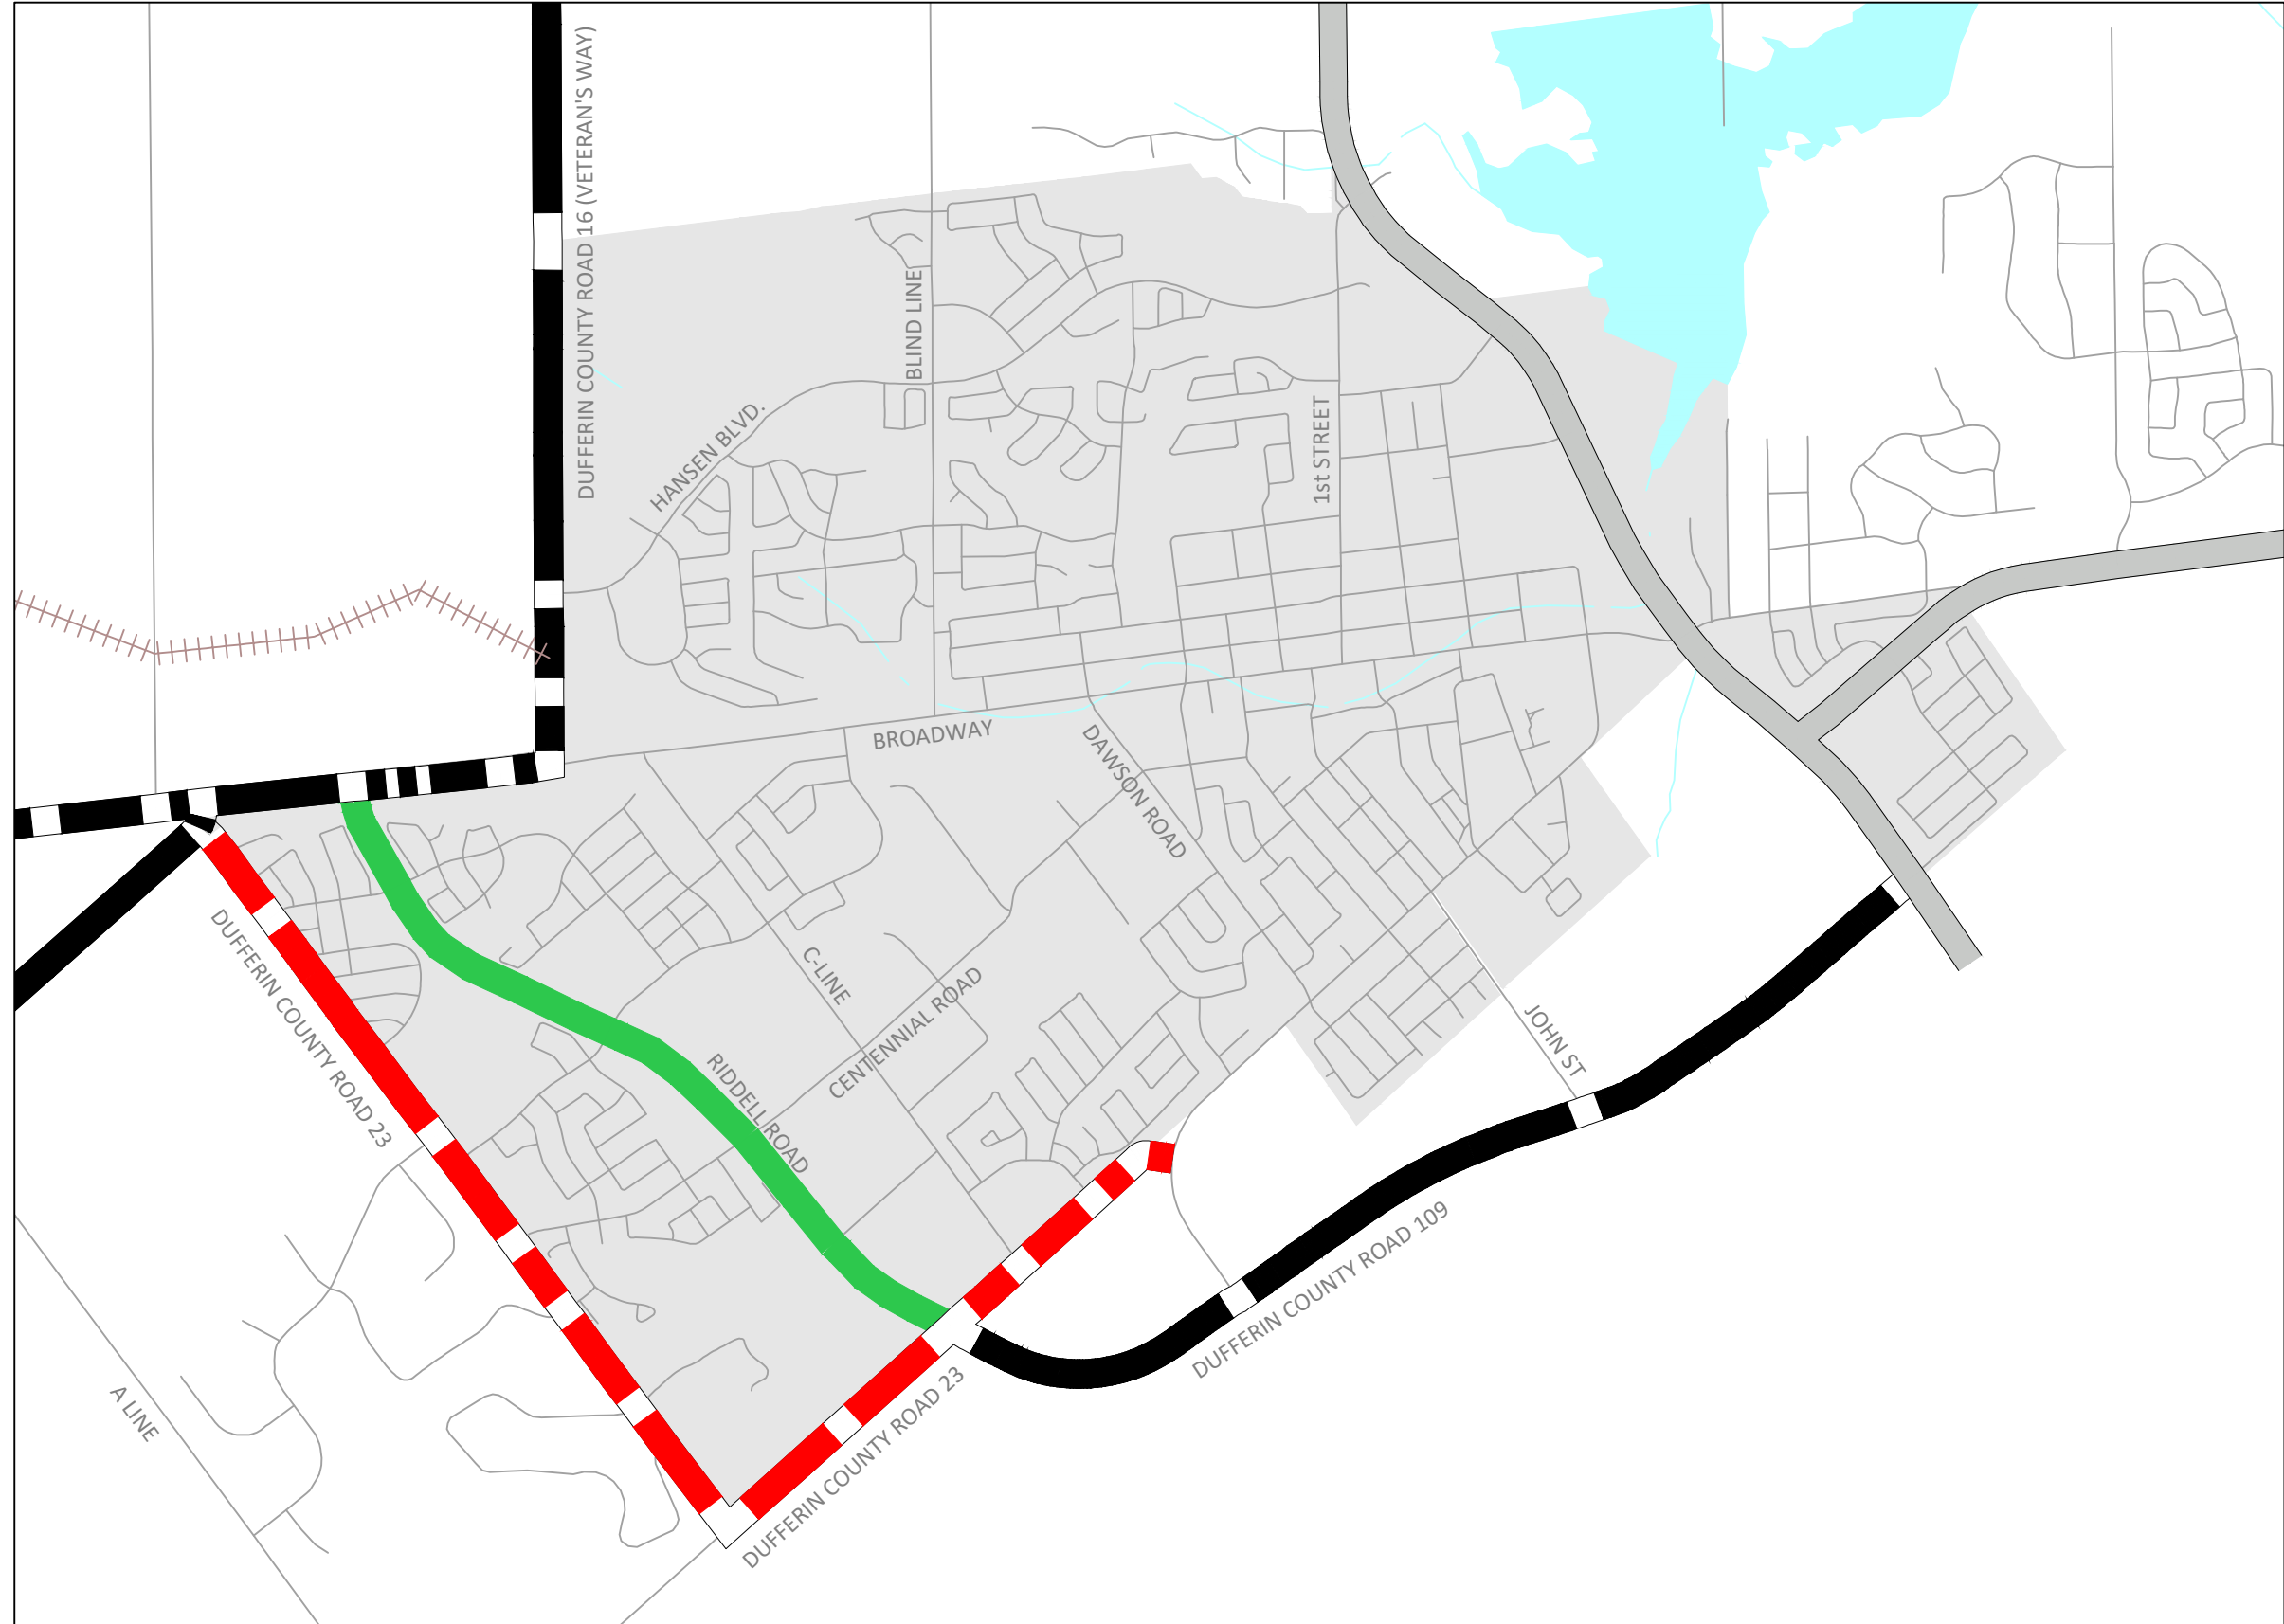 DUFFERIN COUNTY ROAD 16 (VETERAN'S WAY)
BLIND LINE
HANSEN BLVD.
1st STREET
BROADWAY
DAWSON ROAD
DUFFERIN COUNTY ROAD 23
C-LINE
CENTENNIAL ROAD
RIDDELL ROAD
JOHN ST
DUFFERIN COUNTY ROAD 109
A LINE
DUFFERIN COUNTY ROAD 23